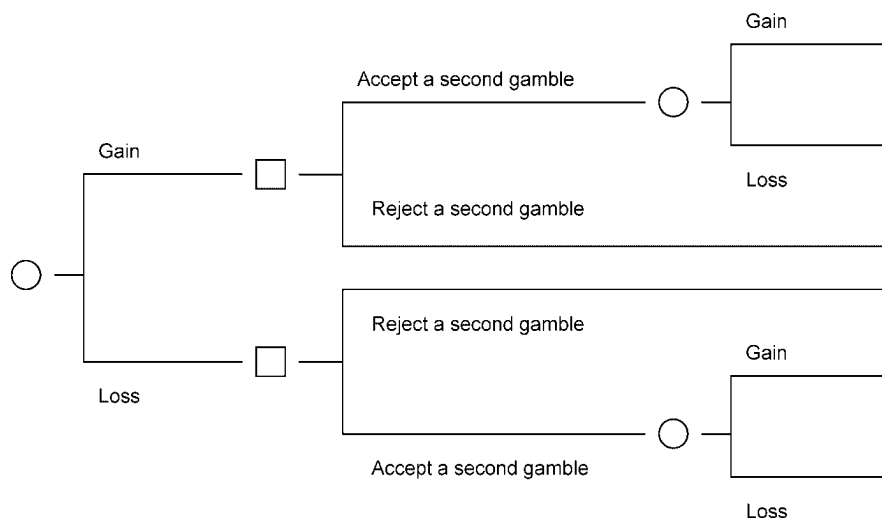 Gain
Accept a second gamble
Gain
Loss
Reject a second gamble
Reject a second gamble
Gain
Loss
Accept a second gamble
Loss